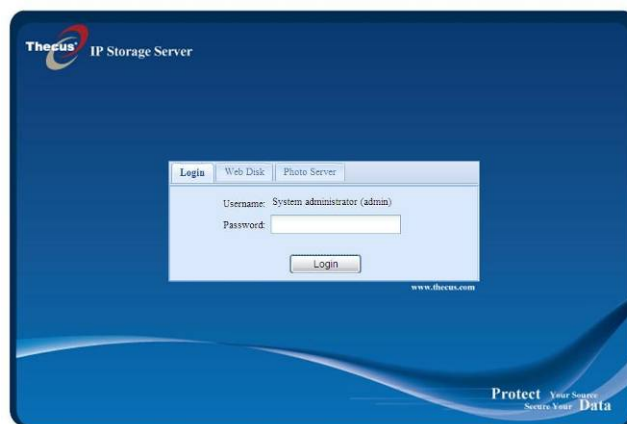 Thecus
IP Storage Server
Login Web Disk Photo Server
Username: System administrator (admin)
Password:
Login
www.thecus.com
Protect Your Source
Secure Your Data